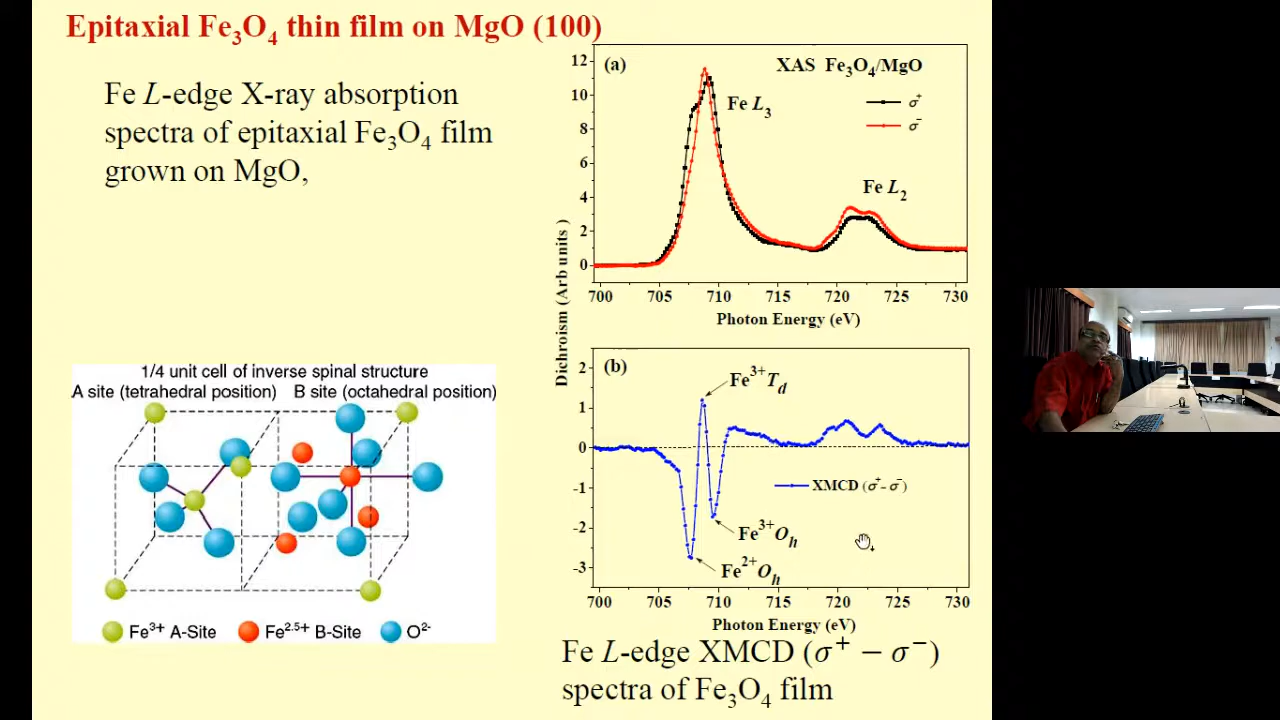 Epitaxial Fe₃O₄ thin film on MgO (100)
Fe L-edge X-ray absorption
spectra of epitaxial Fe₃O₄ film
grown on MgO,
(a)
XAS Fe₃O₄/MgO
σ⁺
σ⁻
Fe L₃
Fe L₂
12
10
8
6
4
2
0
700 705 710 715 720 725 730
Photon Energy (eV)
Dichroism (Arb units )
(b)
Fe³⁺T_d
XMCD (σ⁺- σ⁻)
Fe³⁺O_h
Fe²⁺O_h
2
1
0
-1
-2
-3
700 705 710 715 720 725 730
Photon Energy (eV)
1/4 unit cell of inverse spinal structure
A site (tetrahedral position) B site (octahedral position)
Fe³⁺ A-Site Fe²·⁵⁺ B-Site O²⁻
Fe L-edge XMCD (σ⁺ − σ⁻)
spectra of Fe₃O₄ film